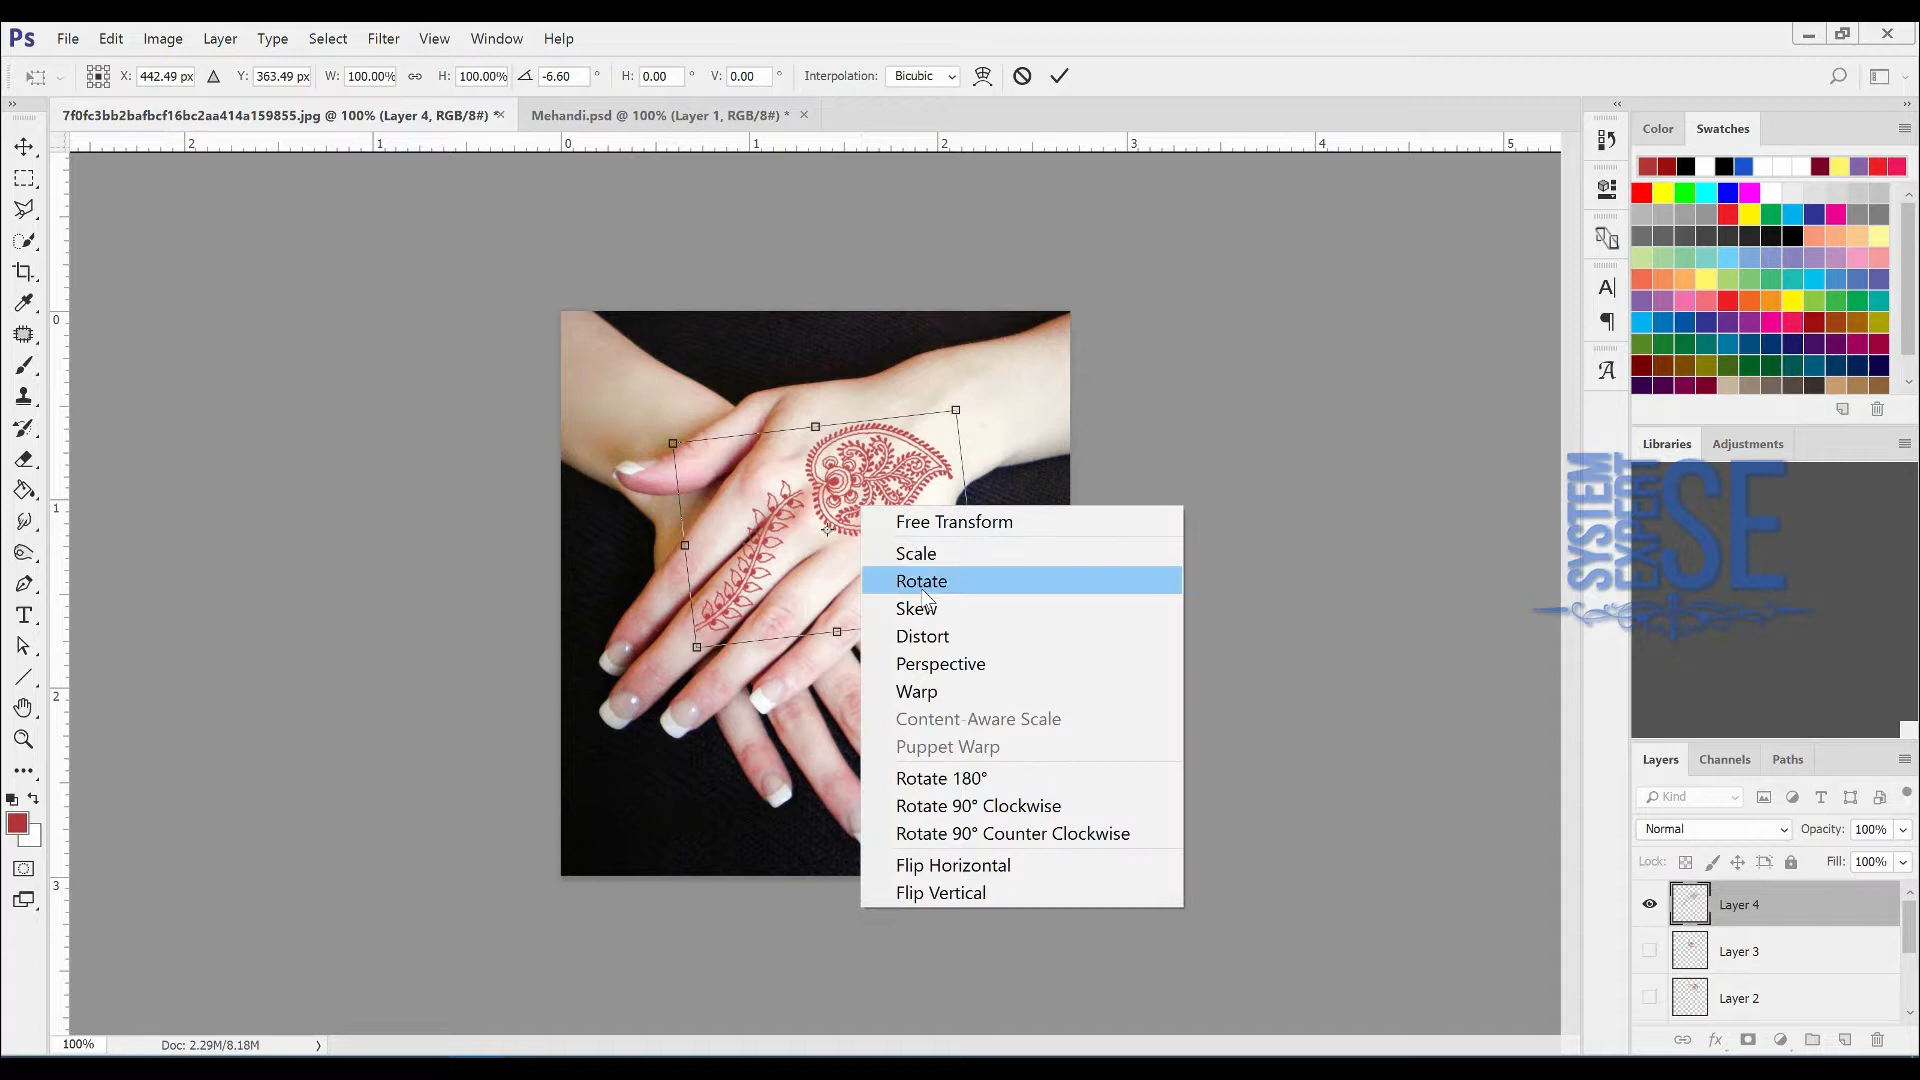 Ps File Edit Image Layer Type Select Filter View Window Help
X: 442.49 px Y: 363.49 px W: 100.00% H: 100.00% -6.60 ° H: 0.00 ° V: 0.00 ° Interpolation: Bicubic
7f0fc3bb2bafbcf16bc2aa414a159855.jpg @ 100% (Layer 4, RGB/8#) * Mehandi.psd @ 100% (Layer 1, RGB/8#) *
2 1 0 1 2 3 4 5
0
1
2
3
Free Transform
Scale
Rotate
Skew
Distort
Perspective
Warp
Content-Aware Scale
Puppet Warp
Rotate 180°
Rotate 90° Clockwise
Rotate 90° Counter Clockwise
Flip Horizontal
Flip Vertical
Color Swatches
Libraries Adjustments
SYSTEM
EXPERT
SE
Layers Channels Paths
Kind
Normal Opacity: 100%
Lock: Fill: 100%
Layer 4
Layer 3
Layer 2
fx
100% Doc: 2.29M/8.18M